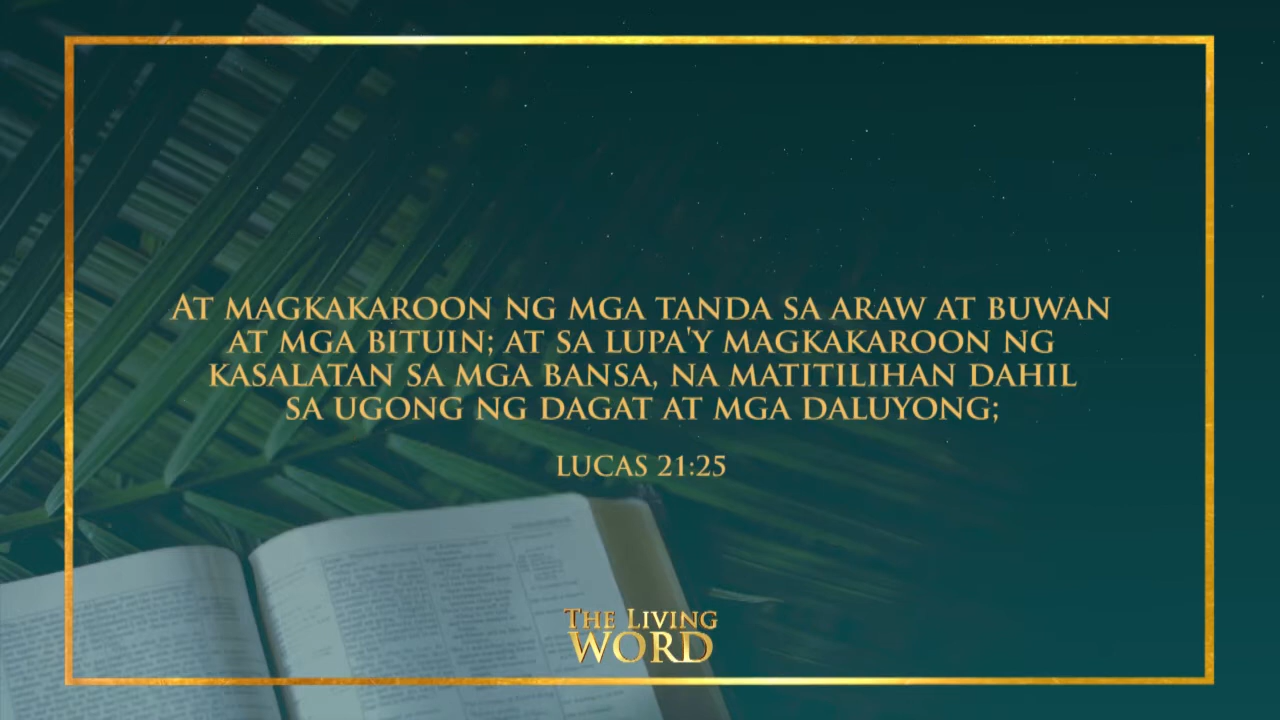 At magkakaroon ng mga tanda sa araw at buwan
at mga bituin; at sa lupa'y magkakaroon ng
kasalatan sa mga bansa, na matitilihan dahil
sa ugong ng dagat at mga daluyong;
Lucas 21:25
The Living
Word